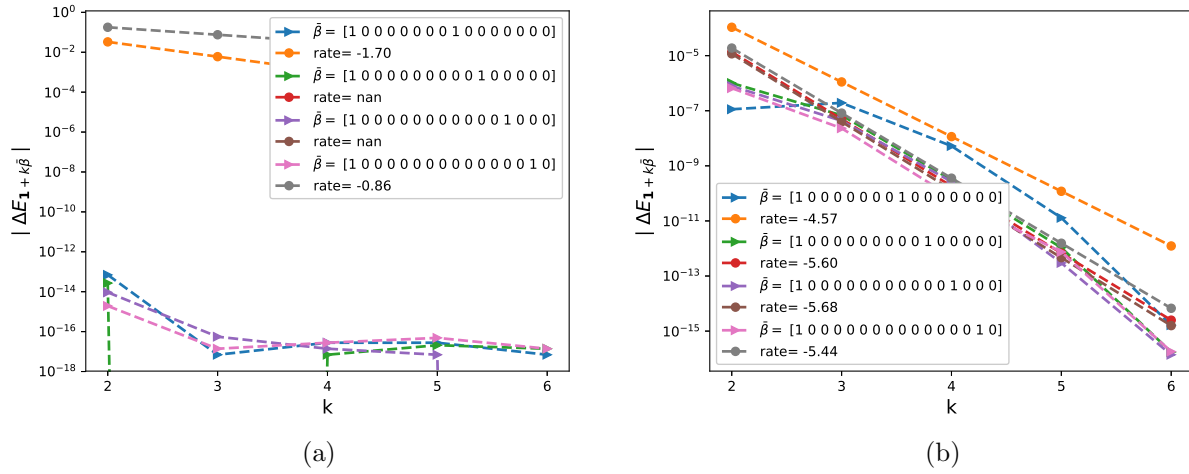 10^0
10^{-2}
10^{-4}
10^{-6}
10^{-8}
10^{-10}
10^{-12}
10^{-14}
10^{-16}
10^{-18}
| ΔE_{1 + kβ̄} |
β̄ = [1 0 0 0 0 0 0 0 1 0 0 0 0 0 0 0]
rate= -1.70
β̄ = [1 0 0 0 0 0 0 0 0 0 1 0 0 0 0 0]
rate= nan
β̄ = [1 0 0 0 0 0 0 0 0 0 0 0 1 0 0 0]
rate= nan
β̄ = [1 0 0 0 0 0 0 0 0 0 0 0 0 0 1 0]
rate= -0.86
2 3 4 5 6
k
(a)
10^{-5}
10^{-7}
10^{-9}
10^{-11}
10^{-13}
10^{-15}
| ΔE_{1 + kβ̄} |
β̄ = [1 0 0 0 0 0 0 0 1 0 0 0 0 0 0 0]
rate= -4.57
β̄ = [1 0 0 0 0 0 0 0 0 0 1 0 0 0 0 0]
rate= -5.60
β̄ = [1 0 0 0 0 0 0 0 0 0 0 0 1 0 0 0]
rate= -5.68
β̄ = [1 0 0 0 0 0 0 0 0 0 0 0 0 0 1 0]
rate= -5.44
2 3 4 5 6
k
(b)